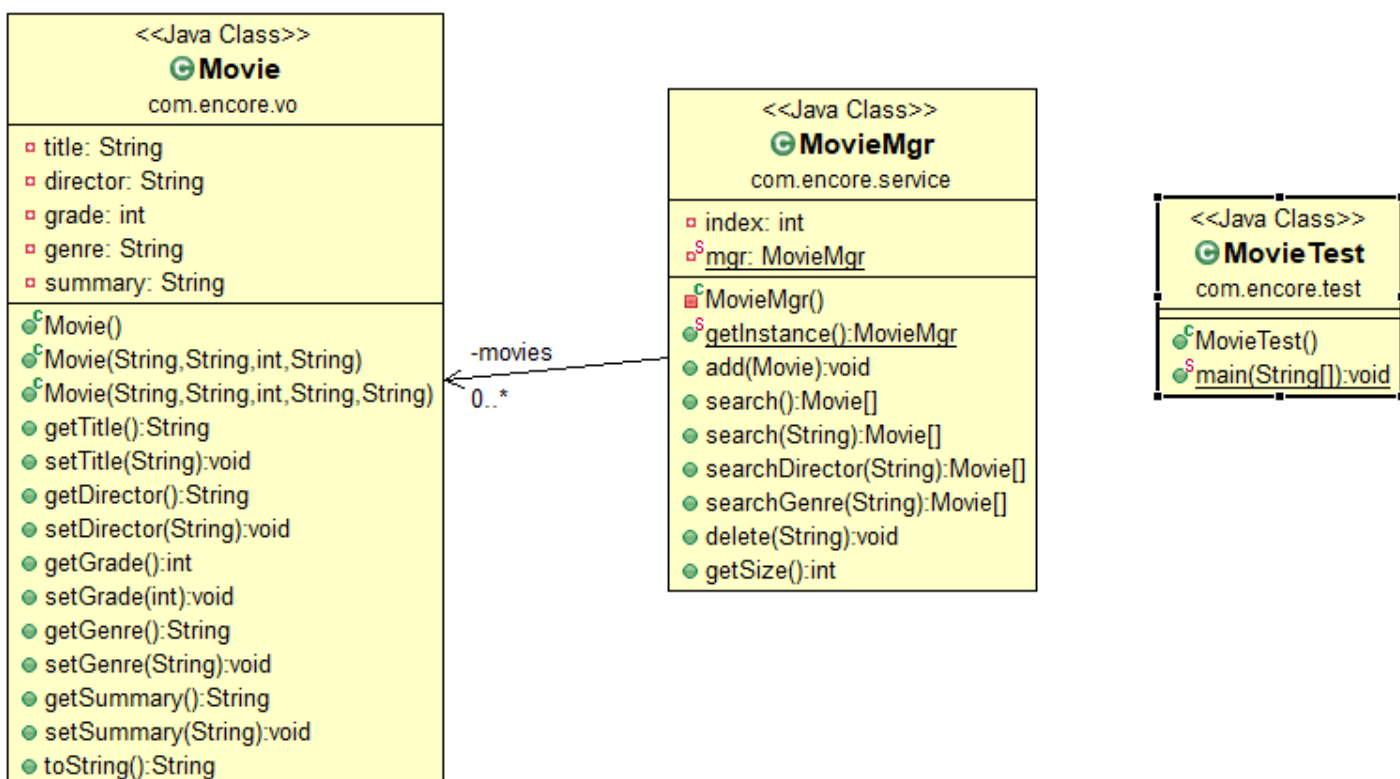 <<Java Class>>
Movie
com.encore.vo
title: String
director: String
grade: int
genre: String
summary: String
Movie()
Movie(String,String,int,String)
Movie(String,String,int,String,String)
getTitle():String
setTitle(String):void
getDirector():String
setDirector(String):void
getGrade():int
setGrade(int):void
getGenre():String
setGenre(String):void
getSummary():String
setSummary(String):void
toString():String
-movies
0..*
<<Java Class>>
MovieMgr
com.encore.service
index: int
mgr: MovieMgr
MovieMgr()
getInstance():MovieMgr
add(Movie):void
search():Movie[]
search(String):Movie[]
searchDirector(String):Movie[]
searchGenre(String):Movie[]
delete(String):void
getSize():int
<<Java Class>>
MovieTest
com.encore.test
MovieTest()
main(String[]):void